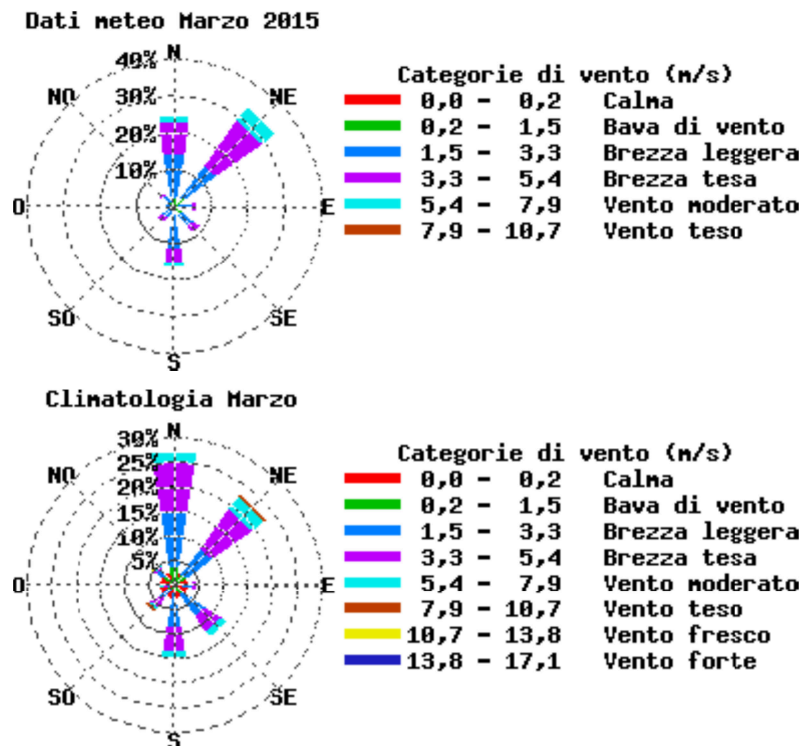 Dati meteo Marzo 2015
N
40%
30%
20%
10%
NO
NE
O
E
SO
SE
S
Categorie di vento (m/s)
0,0 - 0,2 Calma
0,2 - 1,5 Bava di vento
1,5 - 3,3 Brezza leggera
3,3 - 5,4 Brezza tesa
5,4 - 7,9 Vento moderato
7,9 - 10,7 Vento teso
Climatologia Marzo
N
30%
25%
20%
15%
10%
5%
NO
NE
O
E
SO
SE
S
Categorie di vento (m/s)
0,0 - 0,2 Calma
0,2 - 1,5 Bava di vento
1,5 - 3,3 Brezza leggera
3,3 - 5,4 Brezza tesa
5,4 - 7,9 Vento moderato
7,9 - 10,7 Vento teso
10,7 - 13,8 Vento fresco
13,8 - 17,1 Vento forte